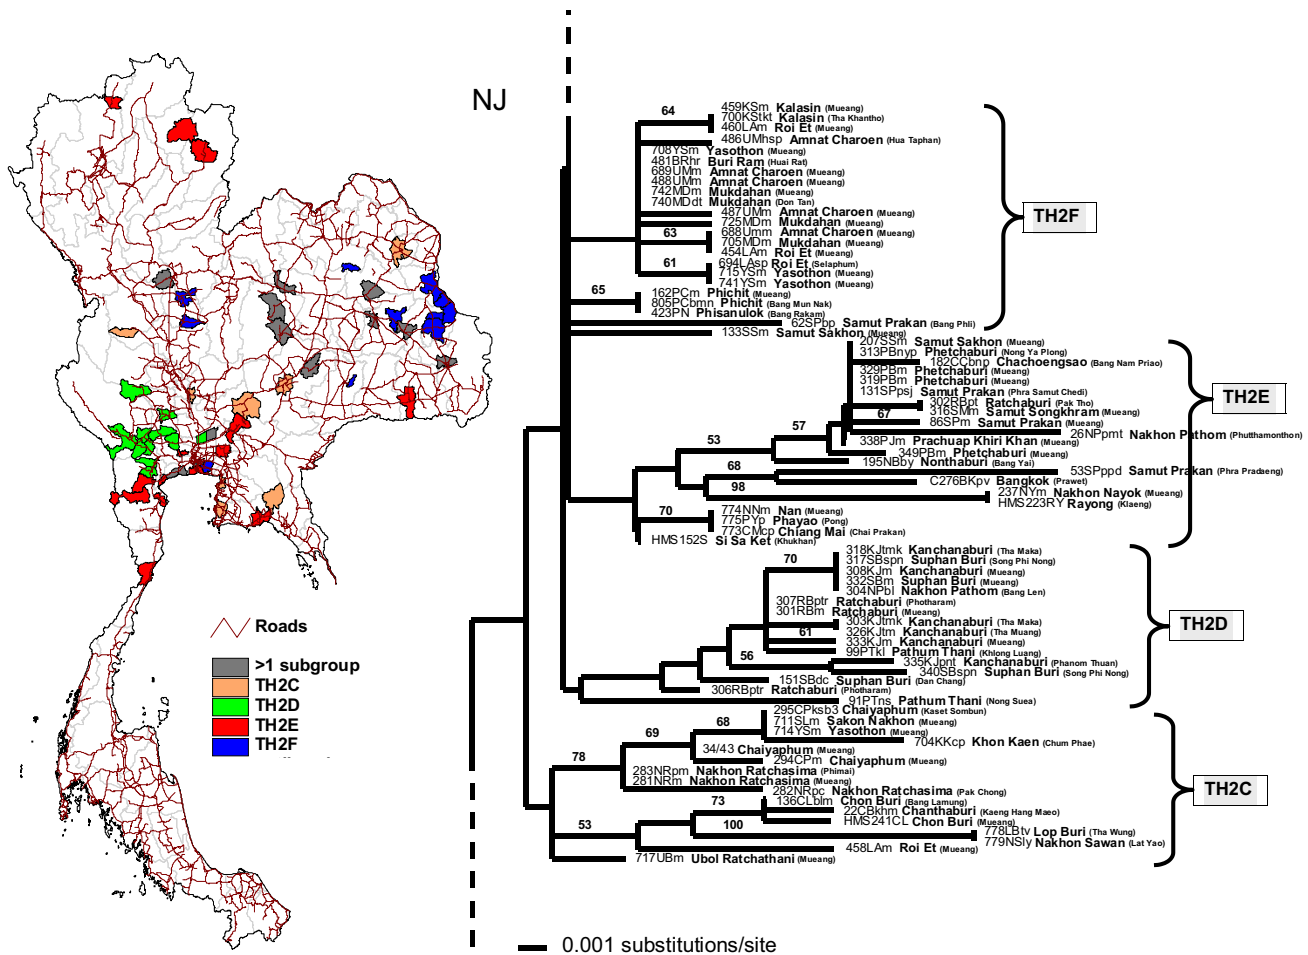 NJ
64
459KSm Kalasin (Mueang)
700KStkt Kalasin (Tha Khantho)
460LAm Roi Et (Mueang)
486UMhsp Amnat Charoen (Hua Taphan)
708YSm Yasothon (Mueang)
481BRhr Buri Ram (Huai Rat)
689UMm Amnat Charoen (Mueang)
488UMm Amnat Charoen (Mueang)
742MDm Mukdahan (Mueang)
740MDdt Mukdahan (Don Tan)
487UMm Amnat Charoen (Mueang)
725MDm Mukdahan (Mueang)
63
688Umm Amnat Charoen (Mueang)
705MDm Mukdahan (Mueang)
454LAm Roi Et (Mueang)
61
694LAsp Roi Et (Selaphum)
715YSm Yasothon (Mueang)
741YSm Yasothon (Mueang)
65
162PCm Phichit (Mueang)
805PCbmn Phichit (Bang Mun Nak)
423PN Phisanulok (Bang Rakam)
62SPbp Samut Prakan (Bang Phli)
133SSm Samut Sakhon (Mueang)
TH2F
207SSm Samut Sakhon (Mueang)
313PBnyp Phetchaburi (Nong Ya Plong)
182CCbnp Chachoengsao (Bang Nam Priao)
329PBm Phetchaburi (Mueang)
319PBm Phetchaburi (Mueang)
131SPpsj Samut Prakan (Phra Samut Chedi)
302RBpt Ratchaburi (Pak Tho)
67
316SMm Samut Songkhram (Mueang)
86SPm Samut Prakan (Mueang)
57
26NPpmt Nakhon Pathom (Phutthamonthon)
338PJm Prachuap Khiri Khan (Mueang)
53
349PBm Phetchaburi (Mueang)
195NBby Nonthaburi (Bang Yai)
68
53SPppd Samut Prakan (Phra Pradaeng)
C276BKpv Bangkok (Prawet)
98
237NYm Nakhon Nayok (Mueang)
HMS223RY Rayong (Klaeng)
70
774NNm Nan (Mueang)
775PYp Phayao (Pong)
773CMcp Chiang Mai (Chai Prakan)
HMS152S Si Sa Ket (Khukhan)
TH2E
318KJtmk Kanchanaburi (Tha Maka)
70
317SBspn Suphan Buri (Song Phi Nong)
308KJm Kanchanaburi (Mueang)
332SBm Suphan Buri (Mueang)
304NPbl Nakhon Pathom (Bang Len)
307RBptr Ratchaburi (Photharam)
301RBm Ratchaburi (Mueang)
303KJtmk Kanchanaburi (Tha Maka)
61
326KJtm Kanchanaburi (Tha Muang)
333KJm Kanchanaburi (Mueang)
99PTkl Pathum Thani (Khlong Luang)
56
335KJpnt Kanchanaburi (Phanom Thuan)
340SBspn Suphan Buri (Song Phi Nong)
151SBdc Suphan Buri (Dan Chang)
306RBptr Ratchaburi (Photharam)
91PTns Pathum Thani (Nong Suea)
TH2D
295CPksb3 Chaiyaphum (Kaset Sombun)
68
711SLm Sakon Nakhon (Mueang)
714YSm Yasothon (Mueang)
69
704KKcp Khon Kaen (Chum Phae)
34/43 Chaiyaphum (Mueang)
78
294CPm Chaiyaphum (Mueang)
283NRpm Nakhon Ratchasima (Phimai)
281NRm Nakhon Ratchasima (Mueang)
282NRpc Nakhon Ratchasima (Pak Chong)
73
136CLblm Chon Buri (Bang Lamung)
22CBkhm Chanthaburi (Kaeng Hang Maeo)
53
100
HMS241CL Chon Buri (Mueang)
778LBtv Lop Buri (Tha Wung)
779NSly Nakhon Sawan (Lat Yao)
458LAm Roi Et (Mueang)
717UBm Ubol Ratchathani (Mueang)
TH2C
0.001 substitutions/site
Roads
>1 subgroup
TH2C
TH2D
TH2E
TH2F